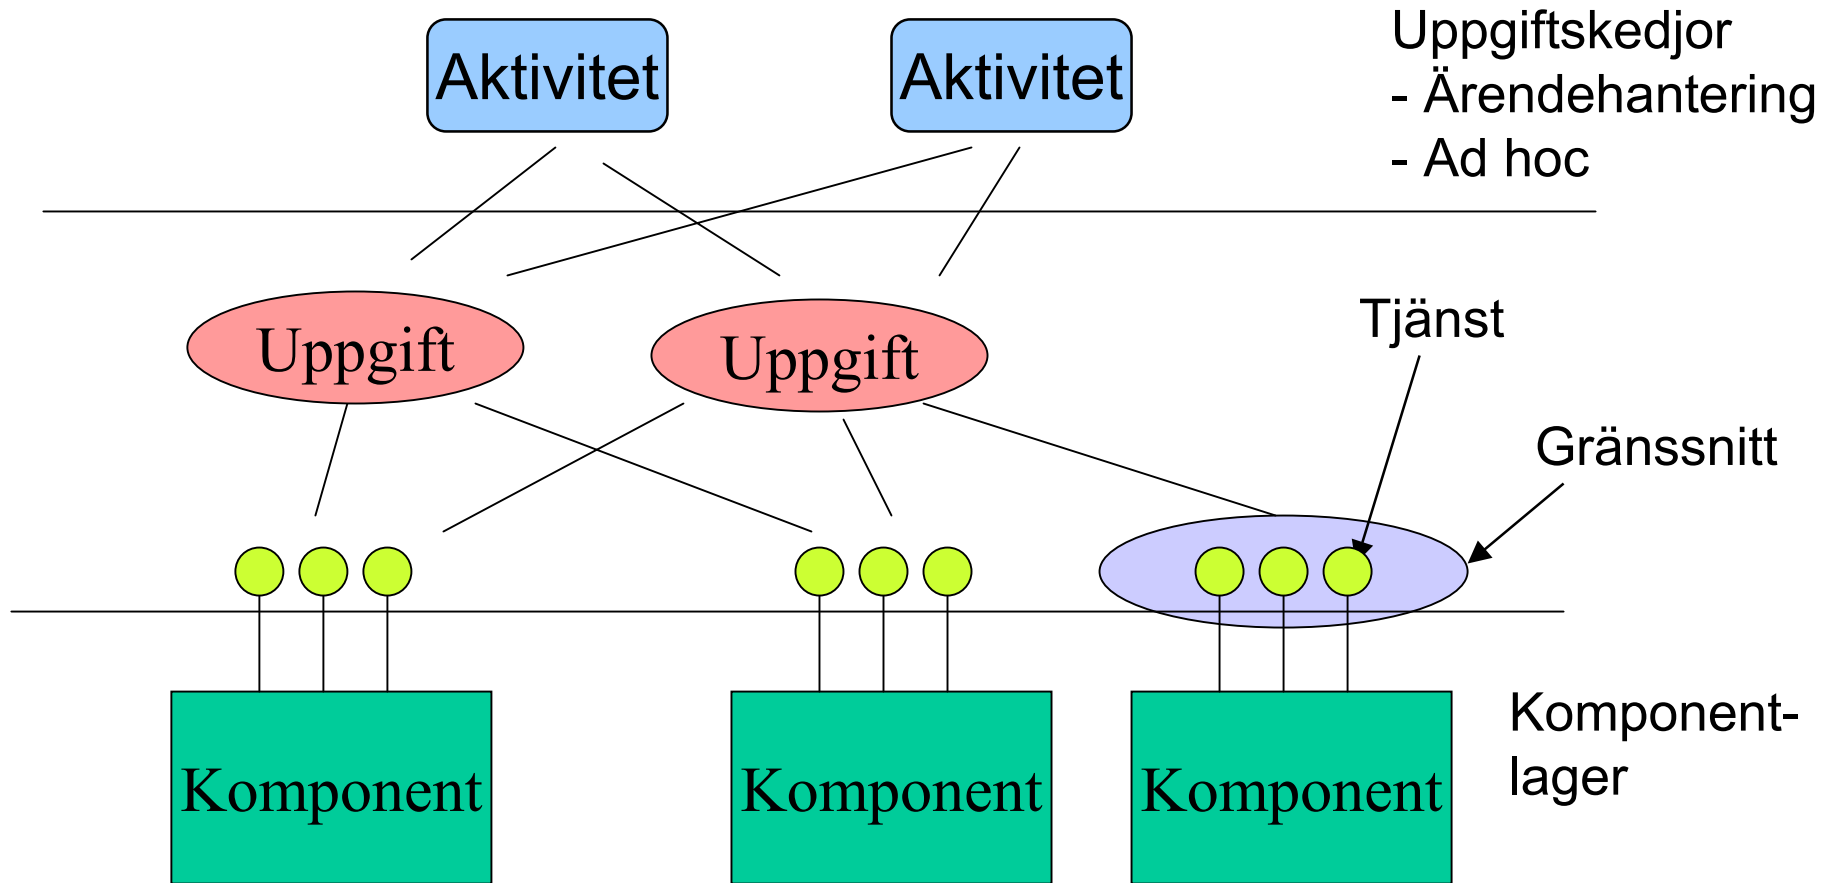 Aktivitet
Aktivitet
Uppgiftskedjor
- Ärendehantering
- Ad hoc
Uppgift
Uppgift
Tjänst
Gränssnitt
Komponent
Komponent
Komponent
Komponent-
lager